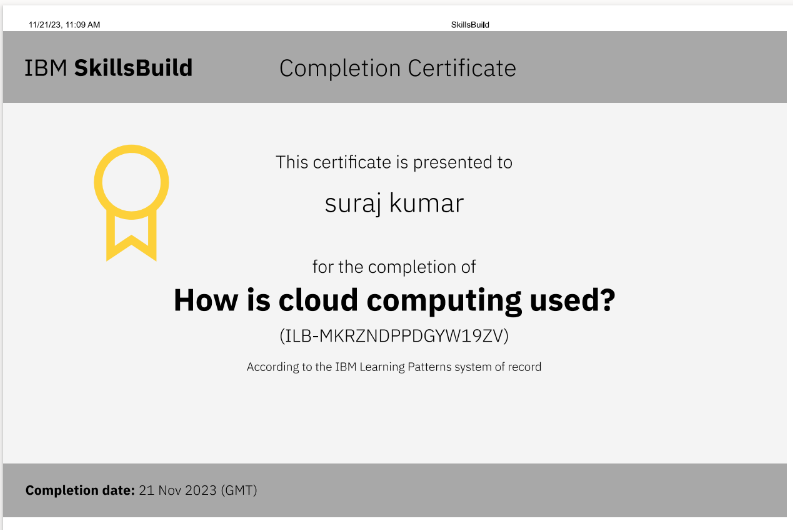 11/21/23, 11:09 AM SkillsBuild
IBM SkillsBuild Completion Certificate
This certificate is presented to
suraj kumar
for the completion of
How is cloud computing used?
(ILB-MKRZNDPPDGYW19ZV)
According to the IBM Learning Patterns system of record
Completion date: 21 Nov 2023 (GMT)